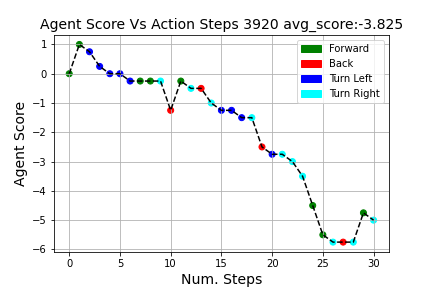 Agent Score Vs Action Steps 3920 avg_score:-3.825
Agent Score
1
0
−1
−2
−3
−4
−5
−6
Forward
Back
Turn Left
Turn Right
0 5 10 15 20 25 30
Num. Steps